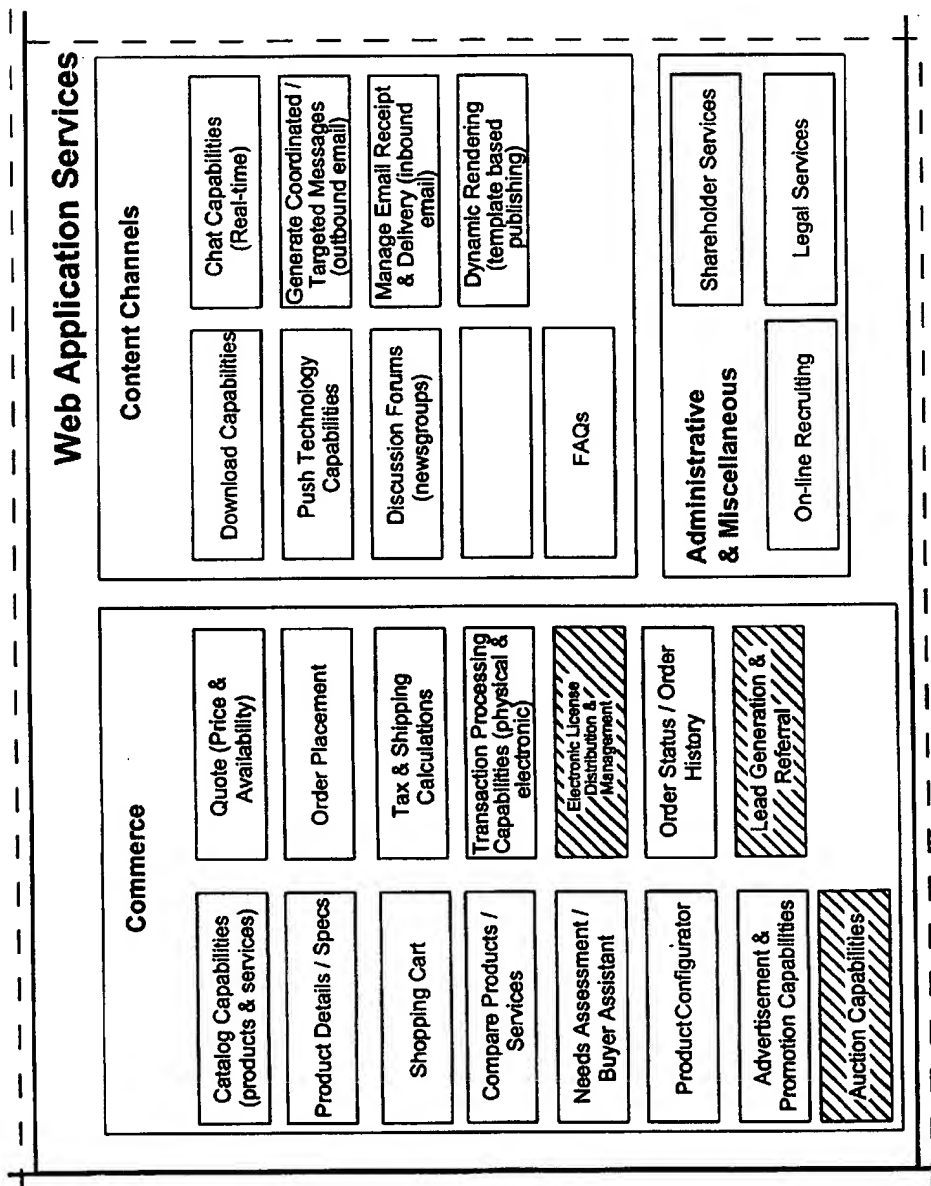 Web Application Services
Commerce
Catalog Capabilities
(products & services)
Product Details / Specs
Shopping Cart
Compare Products /
Services
Needs Assessment /
Buyer Assistant
ProductConfigurator
Advertisement &
Promotion Capabilities
Auction Capabilities
Quote (Price &
Availability)
Order Placement
Tax & Shipping
Calculations
Transaction Processing
Capabilities (physical &
electronic)
Electronic License
Distribution &
Management
Order Status / Order
History
Lead Generation &
Referral
Content Channels
Download Capabilities
Push Technology
Capabilities
Discussion Forums
(newsgroups)
FAQs
Chat Capabilities
(Real-time)
Generate Coordinated /
Targeted Messages
(outbound email)
Manage Email Receipt
& Delivery (inbound
email)
Dynamic Rendering
(template based
publishing)
Administrative
& Miscellaneous
On-line Recruiting
Shareholder Services
Legal Services